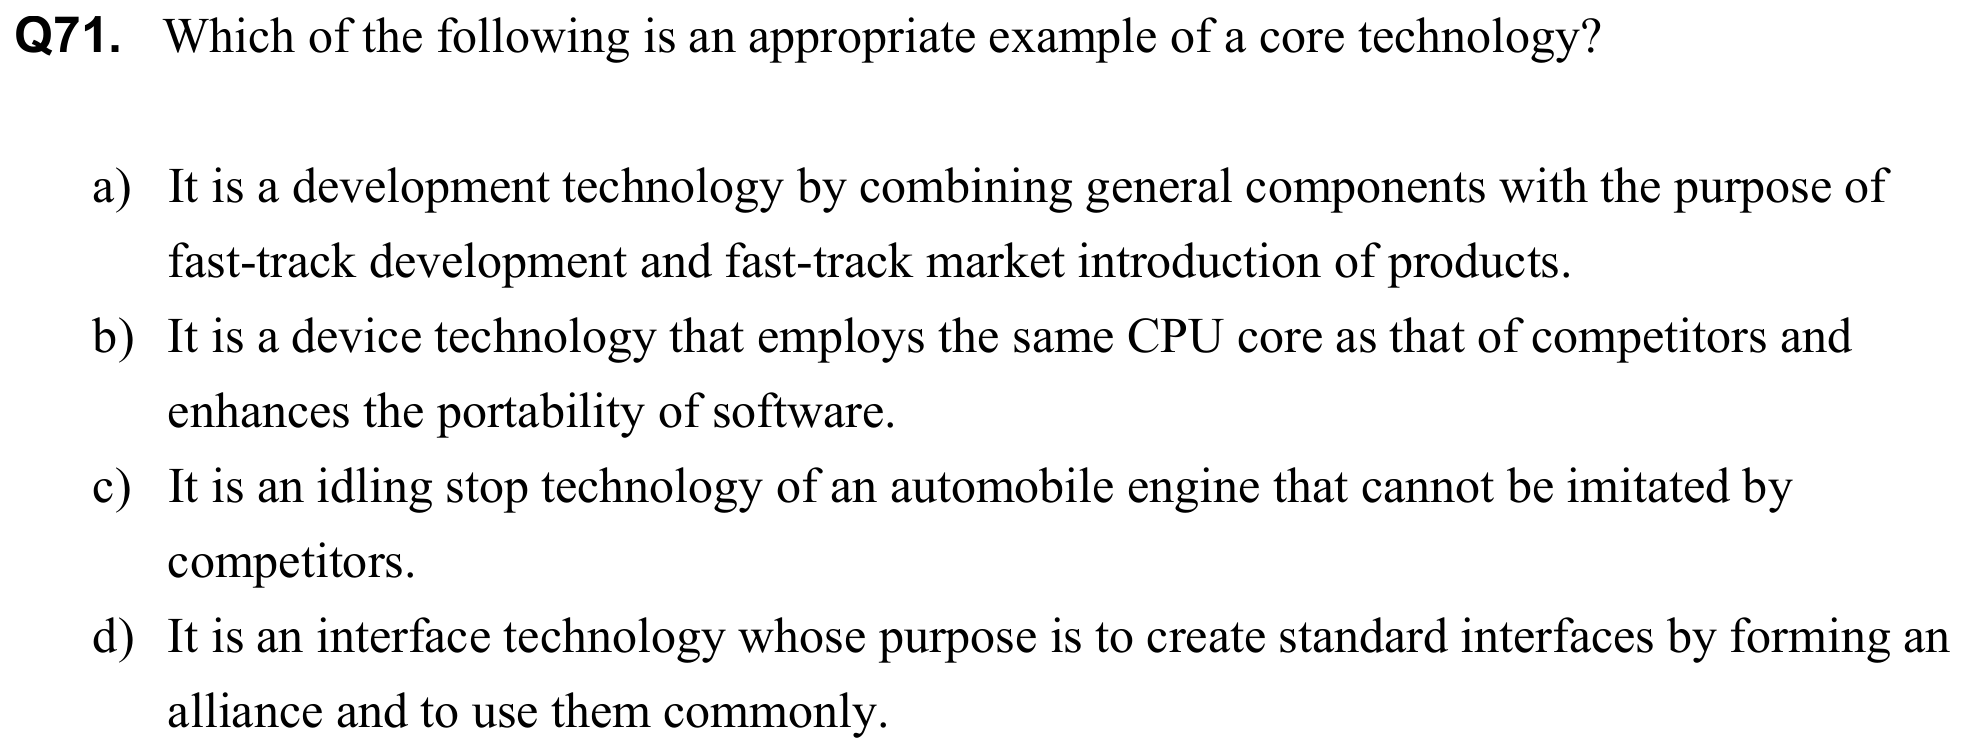 Q71. Which of the following is an appropriate example of a core technology?
a) It is a development technology by combining general components with the purpose of
fast-track development and fast-track market introduction of products.
b) It is a device technology that employs the same CPU core as that of competitors and
enhances the portability of software.
c) It is an idling stop technology of an automobile engine that cannot be imitated by
competitors.
d) It is an interface technology whose purpose is to create standard interfaces by forming an
alliance and to use them commonly.